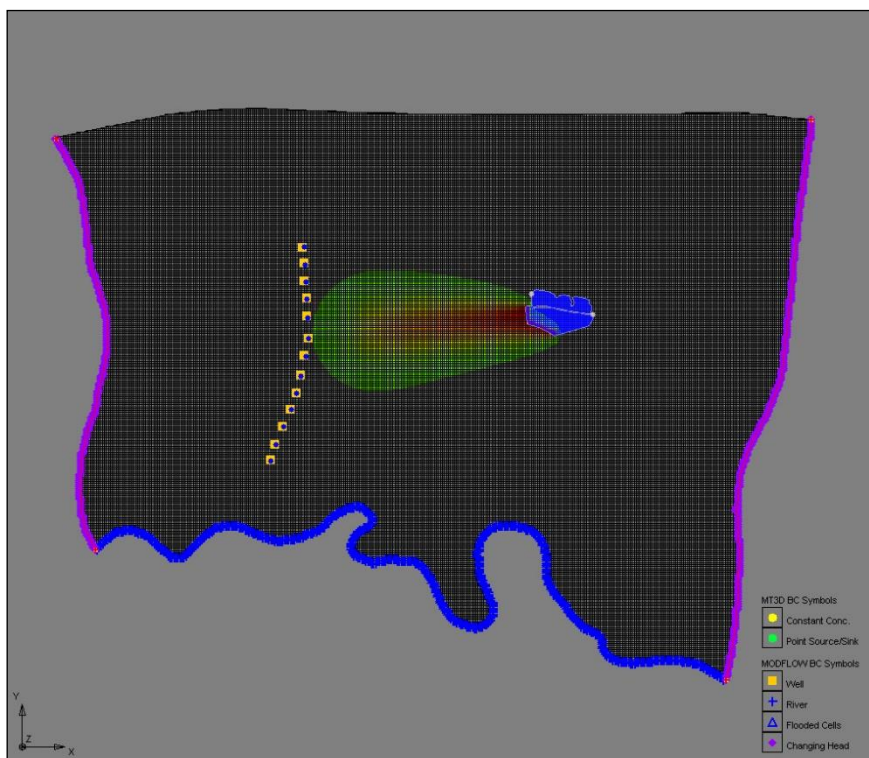 MT3D BC Symbols
Constant Conc.
Point Source/Sink
MODFLOW BC Symbols
Well
River
Flooded Cells
Changing Head
Y
Z
X